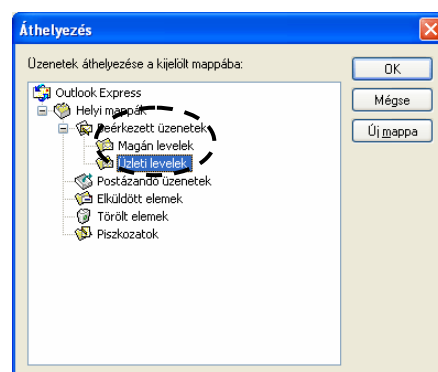 Áthelyezés
Üzenetek áthelyezése a kijelölt mappába:
OK
Mégse
Új mappa
Outlook Express
Helyi mappák
Beérkezett üzenetek
Magán levelek
Üzleti levelek
Postázandó üzenetek
Elküldött elemek
Törölt elemek
Piszkozatok